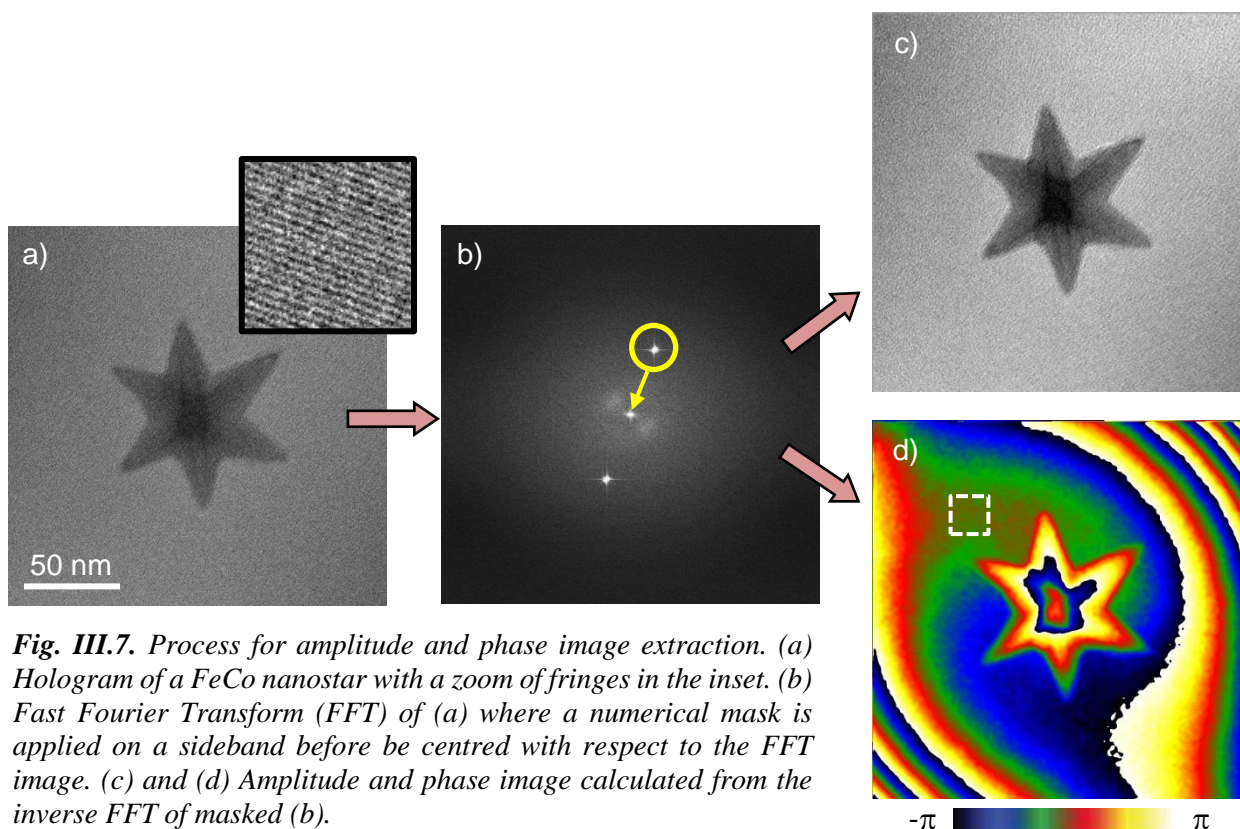 c)
a)
b)
50 nm
d)
Fig. III.7. Process for amplitude and phase image extraction. (a)
Hologram of a FeCo nanostar with a zoom of fringes in the inset. (b)
Fast Fourier Transform (FFT) of (a) where a numerical mask is
applied on a sideband before be centred with respect to the FFT
image. (c) and (d) Amplitude and phase image calculated from the
inverse FFT of masked (b).
-π π